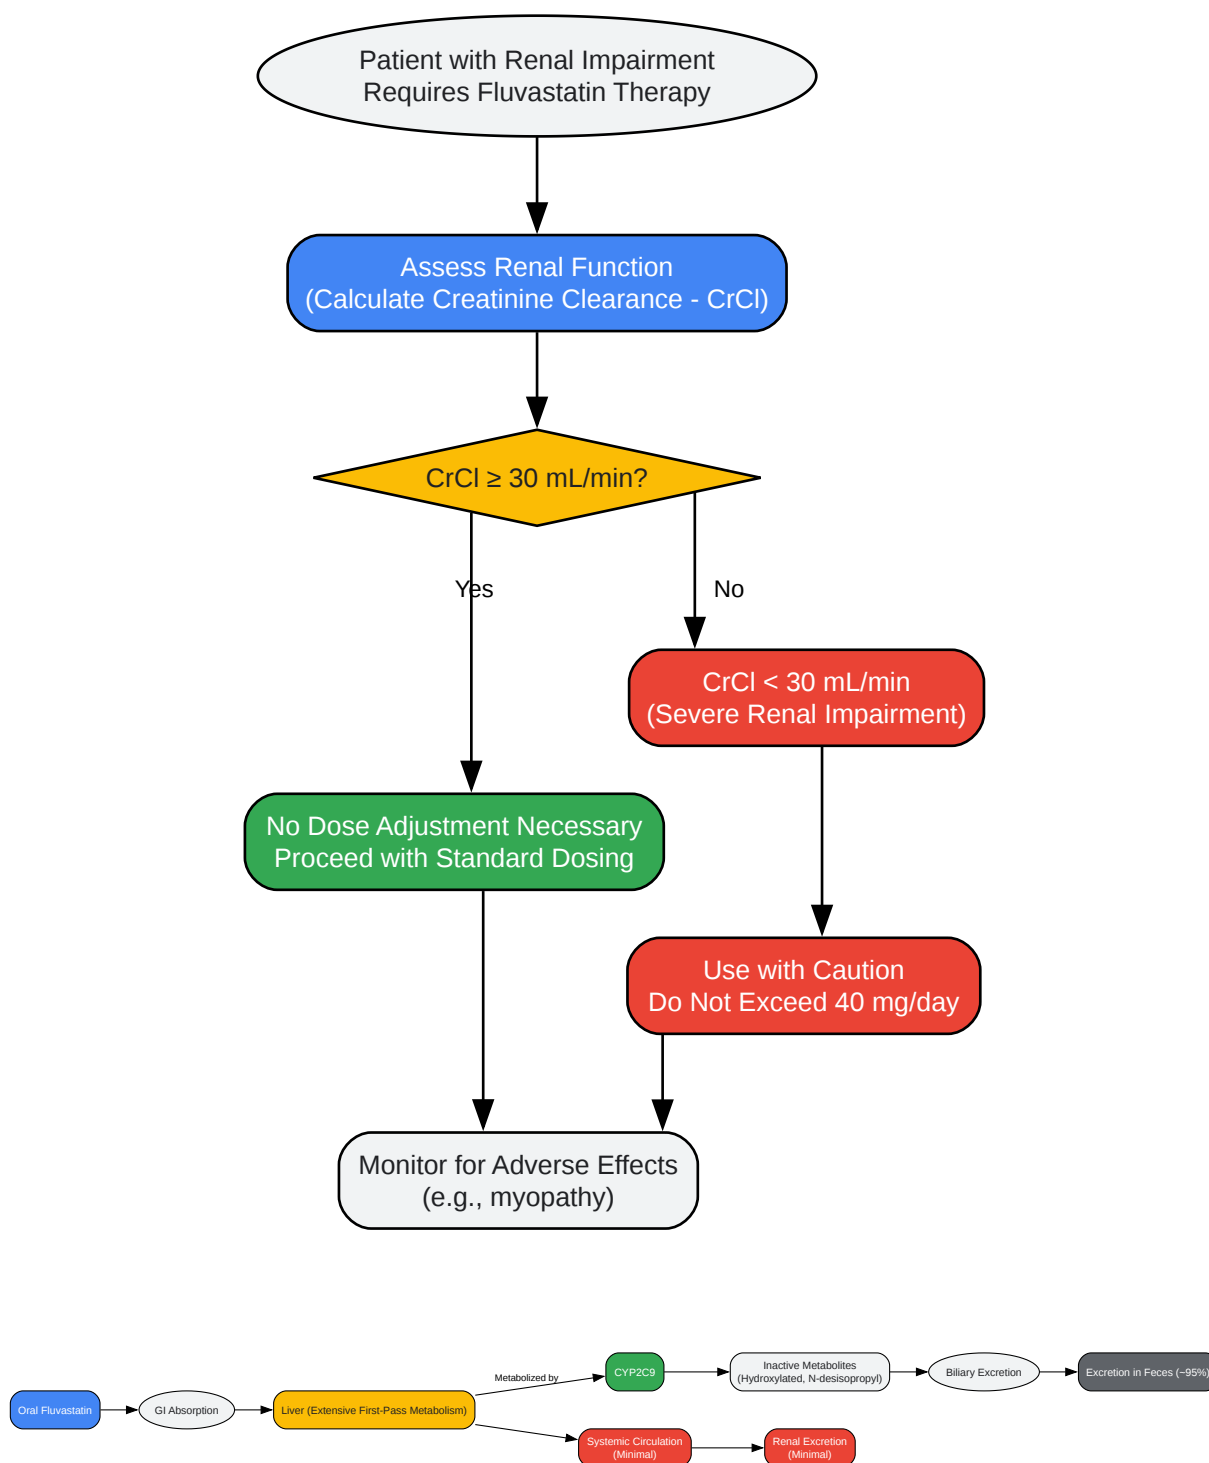 Patient with Renal Impairment
Requires Fluvastatin Therapy
Assess Renal Function
(Calculate Creatinine Clearance - CrCl)
CrCl ≥ 30 mL/min?
Yes
No
CrCl < 30 mL/min
(Severe Renal Impairment)
No Dose Adjustment Necessary
Proceed with Standard Dosing
Use with Caution
Do Not Exceed 40 mg/day
Monitor for Adverse Effects
(e.g., myopathy)
Oral Fluvastatin
GI Absorption
Liver (Extensive First-Pass Metabolism)
Metabolized by
CYP2C9
Inactive Metabolites
(Hydroxylated, N-desisopropyl)
Biliary Excretion
Excretion in Feces (~95%)
Systemic Circulation
(Minimal)
Renal Excretion
(Minimal)